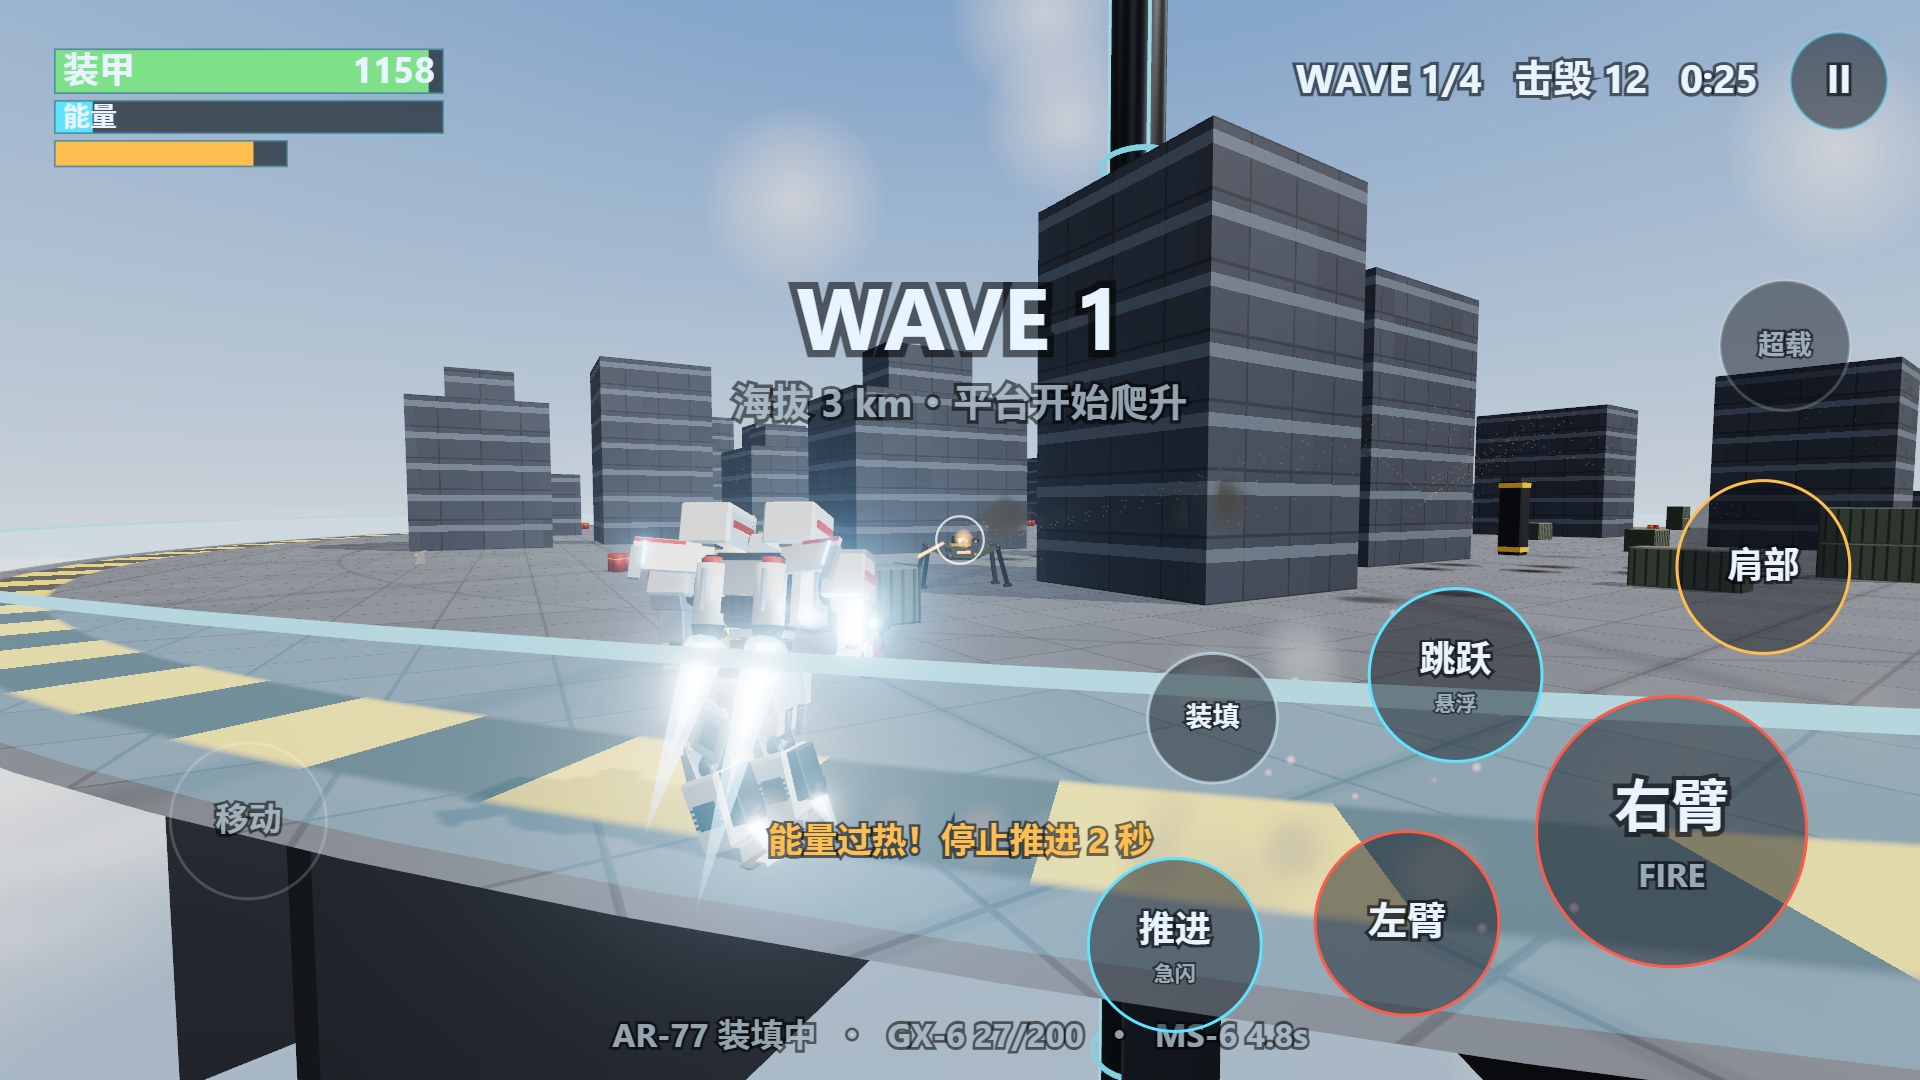 装甲 1158
能量
WAVE 1/4 击毁 12 0:25
WAVE 1
海拔 3 km · 平台开始爬升
超载
肩部
跳跃
悬浮
装填
移动
右臂
FIRE
能量过热！停止推进 2 秒
左臂
推进
急闪
AR-77 装填中 · GX-6 27/200 · MS-6 4.8s